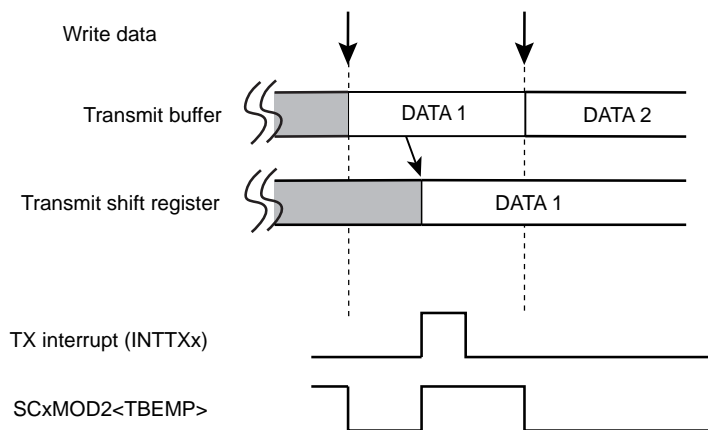 Write data
Transmit buffer
DATA 1
DATA 2
Transmit shift register
DATA 1
TX interrupt (INTTXx)
SCxMOD2<TBEMP>